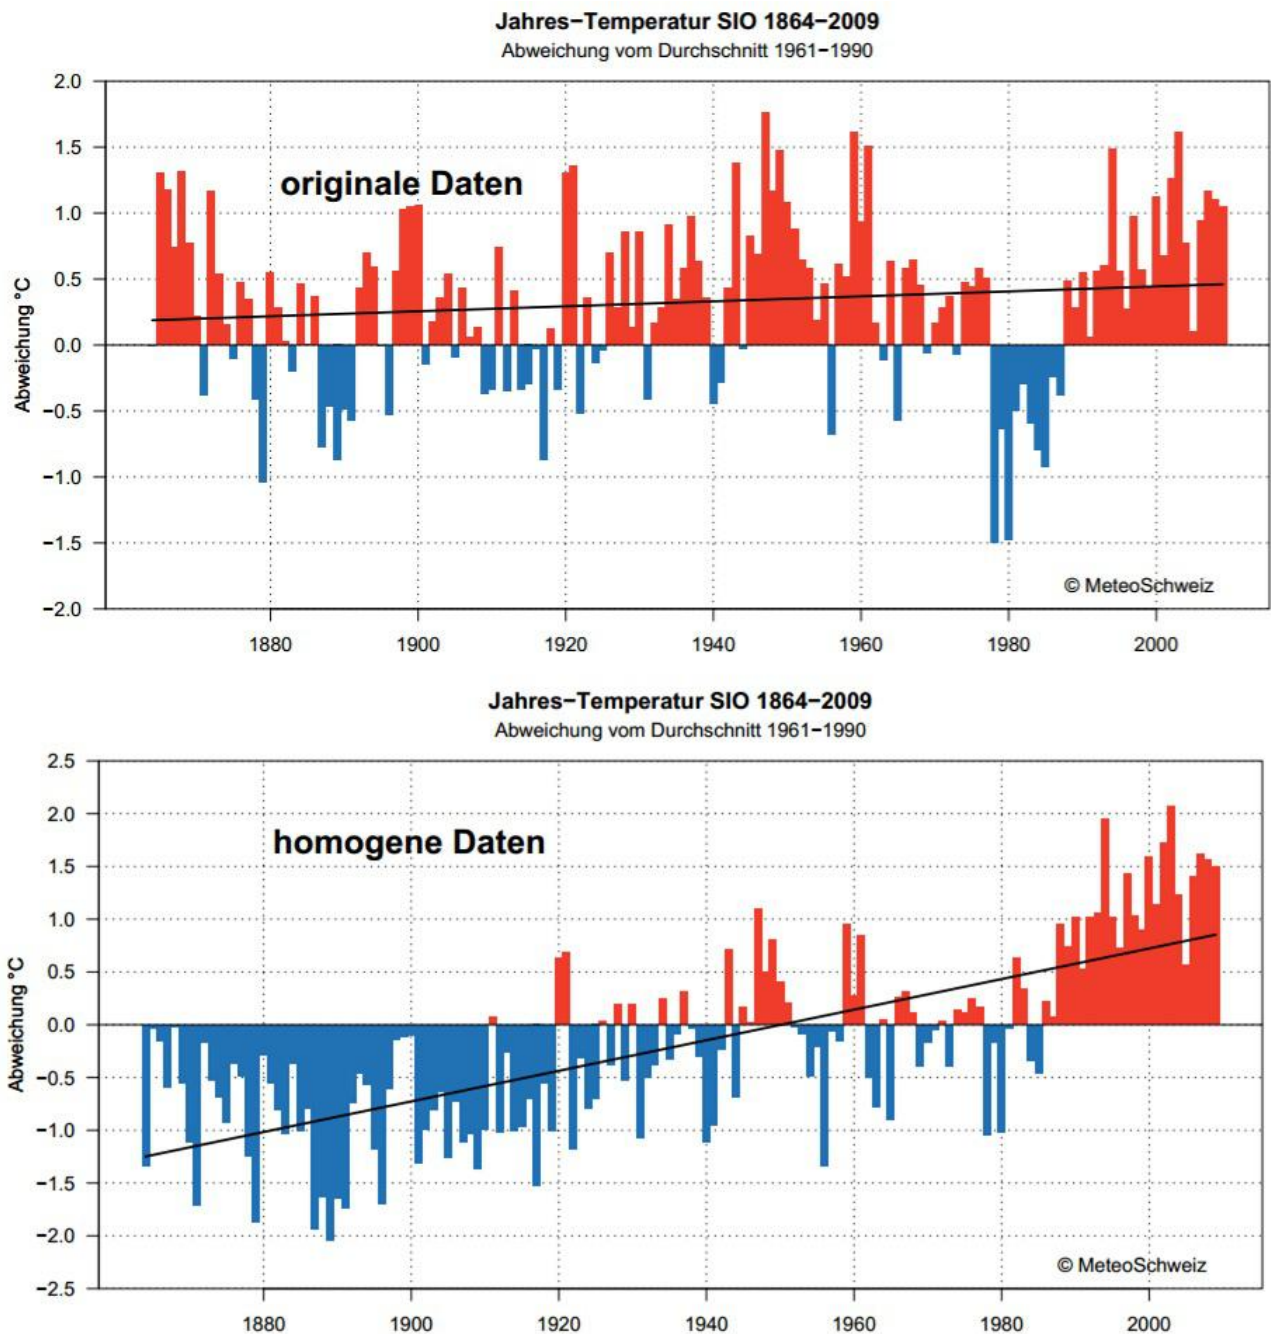 Jahres−Temperatur SIO 1864−2009
Abweichung vom Durchschnitt 1961−1990
2.0
1.5
originale Daten
1.0
0.5
Abweichung °C
0.0
−0.5
−1.0
−1.5
© MeteoSchweiz
−2.0
1880 1900 1920 1940 1960 1980 2000
Jahres−Temperatur SIO 1864−2009
Abweichung vom Durchschnitt 1961−1990
2.5
2.0
homogene Daten
1.5
1.0
0.5
Abweichung °C
0.0
−0.5
−1.0
−1.5
−2.0
© MeteoSchweiz
−2.5
1880 1900 1920 1940 1960 1980 2000